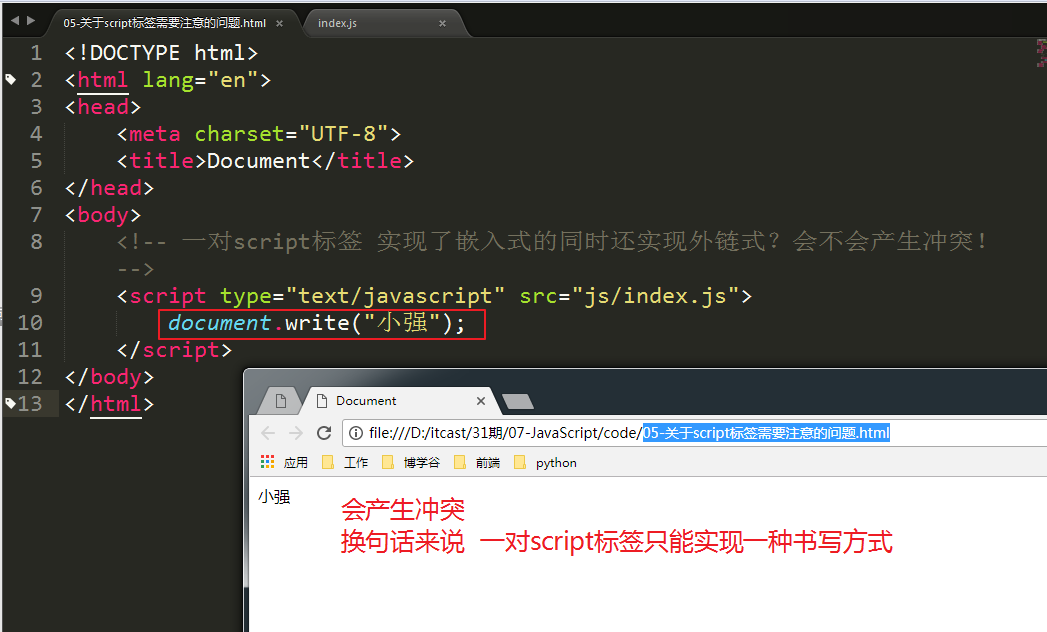 05-关于script标签需要注意的问题.html × index.js ×
1 <!DOCTYPE html>
2 <html lang="en">
3 <head>
4 <meta charset="UTF-8">
5 <title>Document</title>
6 </head>
7 <body>
8 <!-- 一对script标签 实现了嵌入式的同时还实现外链式？会不会产生冲突！
-->
9 <script type="text/javascript" src="js/index.js">
10 document.write("小强");
11 </script>
12 </body>
13 </html>
Document ×
file:///D:/itcast/31期/07-JavaScript/code/05-关于script标签需要注意的问题.html
应用 工作 博学谷 前端 python
小强
会产生冲突
换句话来说 一对script标签只能实现一种书写方式